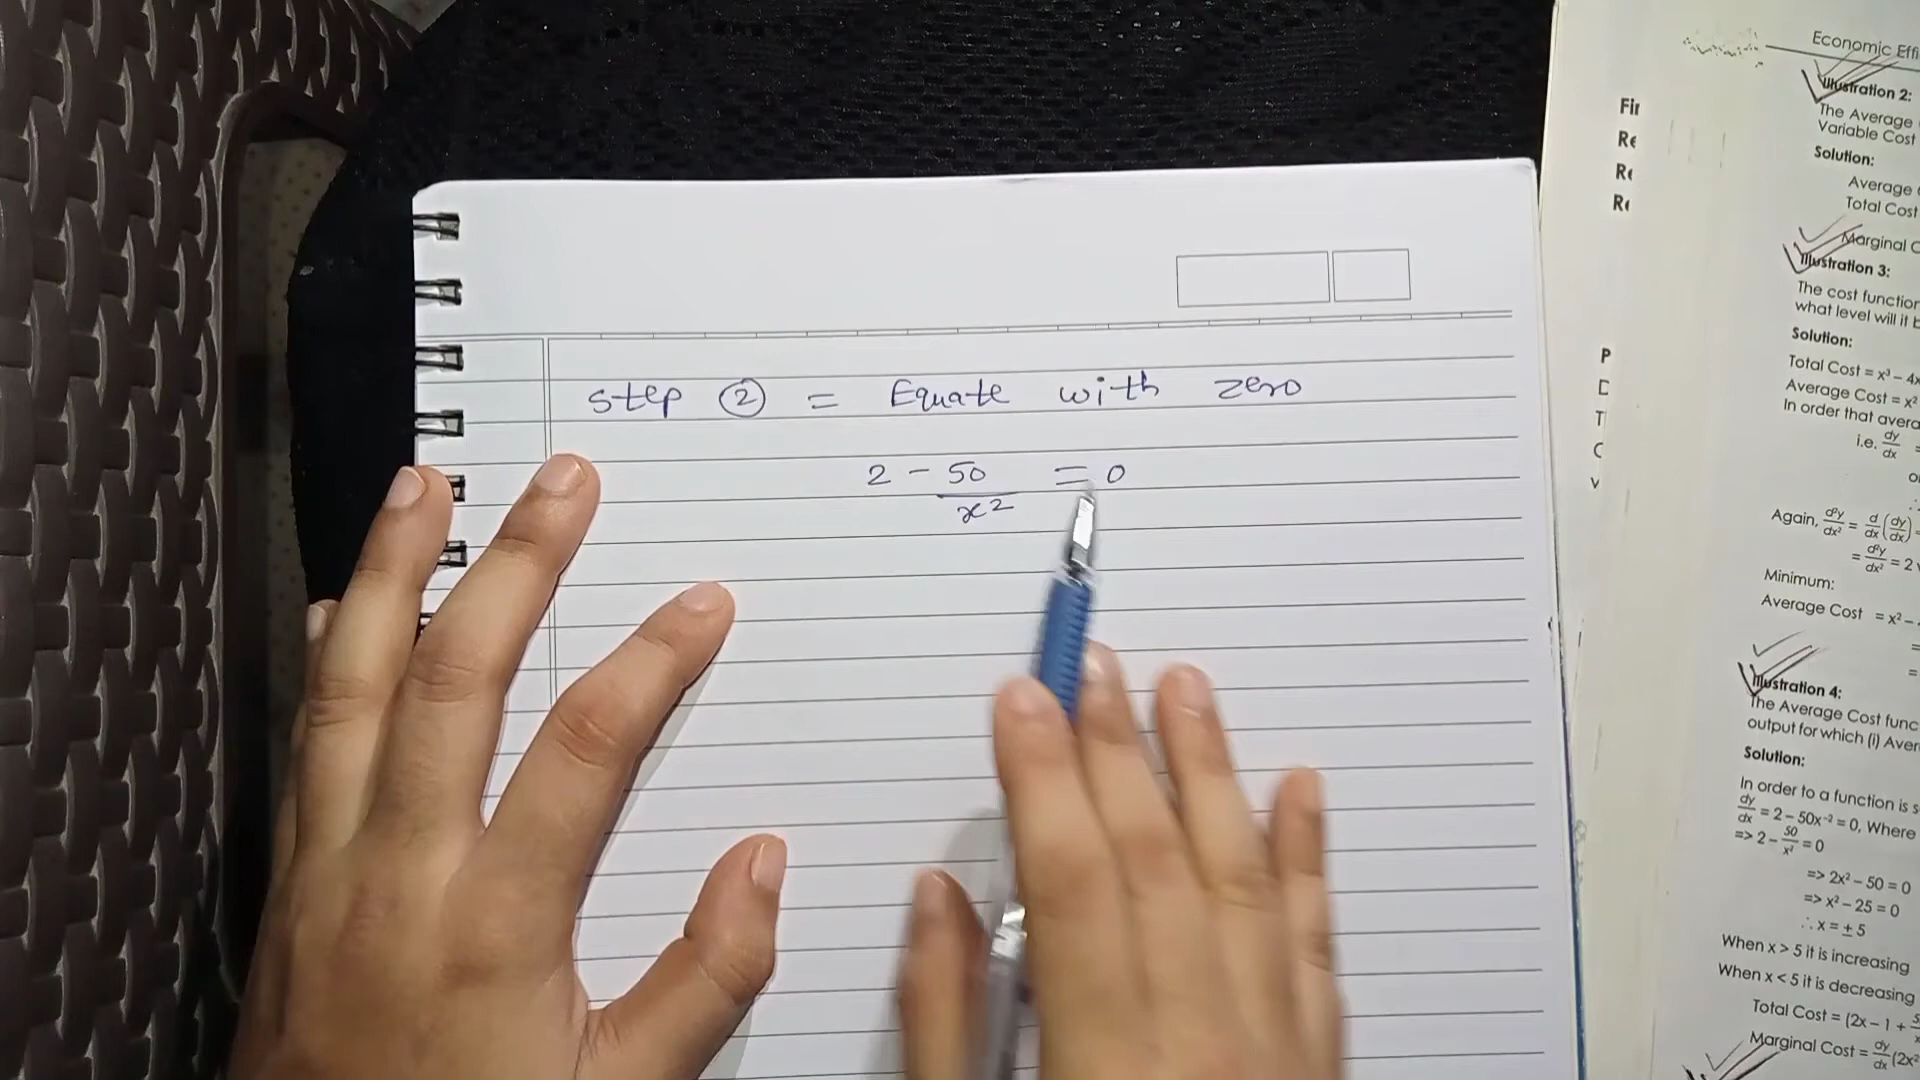 Step ② = Equate with zero
2 - 50/x² = 0
Economic Effi
Illustration 2:
The Average
Variable Cost
Solution:
Average
Total Cost
Marginal C
Illustration 3:
The cost function
what level will it b
Solution:
Total Cost = x³ – 4x
Average Cost = x²
In order that avera
i.e. dy/dx =
Again, d²y/dx² = d/dx (dy/dx)
= d²y/dx² = 2
Minimum:
Average Cost = x² –
=
=
Illustration 4:
The Average Cost func
output for which (i) Aver
Solution:
In order to a function is s
dy/dx = 2 – 50x⁻² = 0, Where
=> 2 – 50/x² = 0
=> 2x² – 50 = 0
=> x² – 25 = 0
∴ x = ± 5
When x > 5 it is increasing
When x < 5 it is decreasing
Total Cost = (2x – 1 +
Marginal Cost = dy/dx (2x²